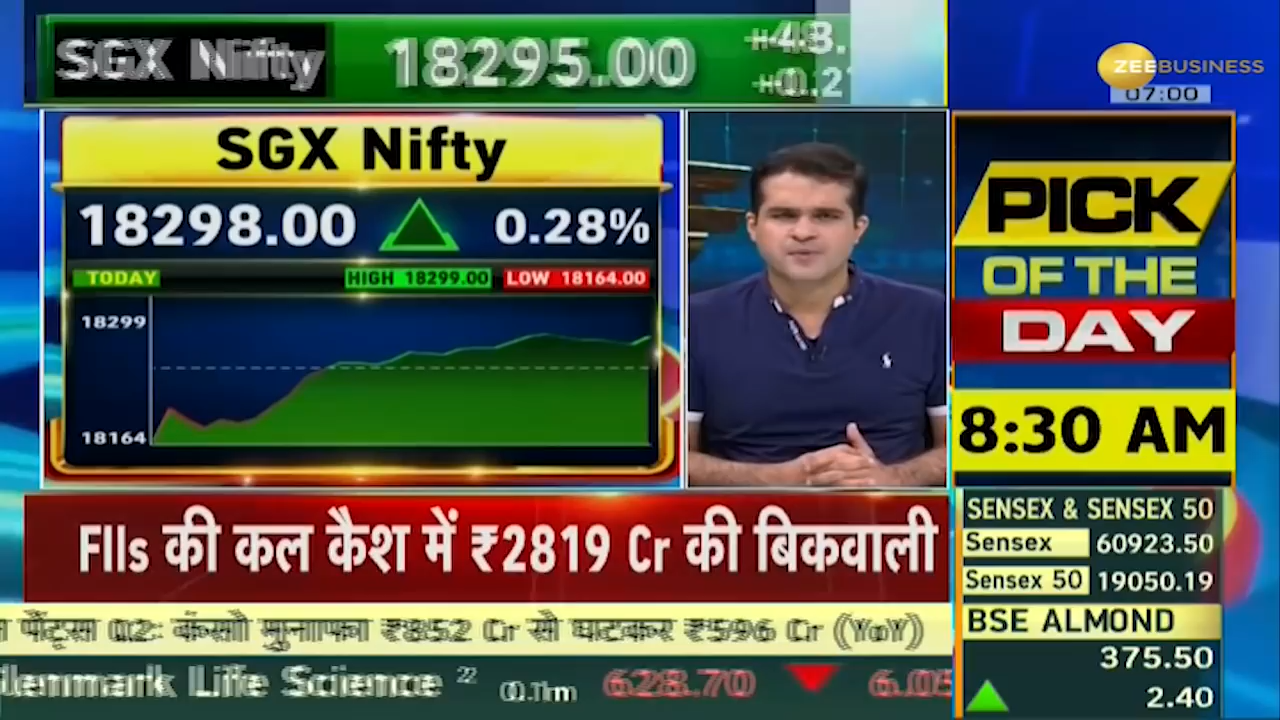 SGX Nifty 18295.00
ZEEBUSINESS
07:00
SGX Nifty
18298.00 0.28%
TODAY HIGH 18299.00 LOW 18164.00
18299
18164
PICK
OF THE
DAY
8:30 AM
FIIs की कल कैश में ₹2819 Cr की बिकवाली
SENSEX & SENSEX 50
Sensex 60923.50
Sensex 50 19050.19
BSE ALMOND
375.50
2.40
Q2: कंसो मुनाफा ₹852 Cr से घटकर ₹596 Cr (YoY)
Life Science 628.70 6.05